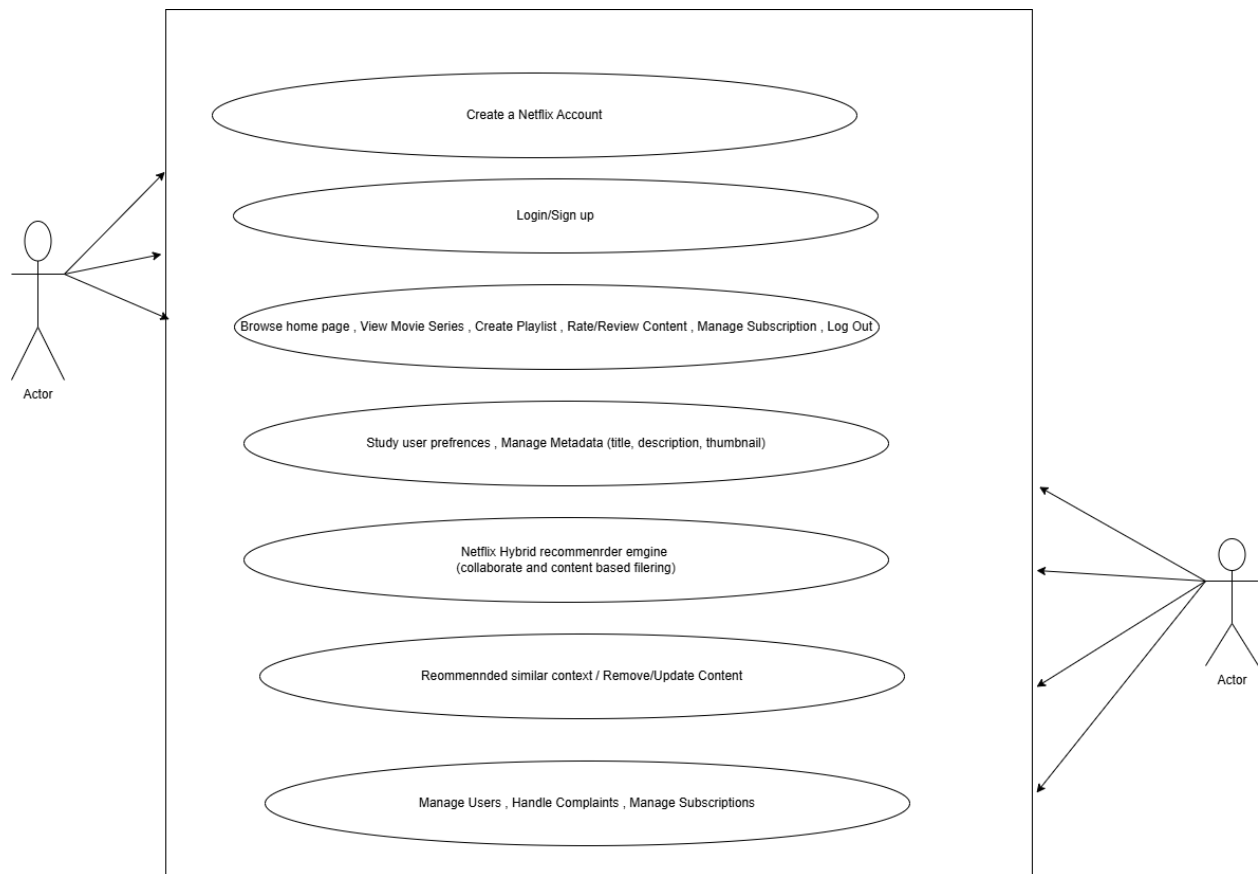 Create a Netflix Account
Login/Sign up
Browse home page , View Movie Series , Create Playlist , Rate/Review Content , Manage Subscription , Log Out
Actor
Study user prefrences , Manage Metadata (title, description, thumbnail)
Netflix Hybrid recommenrder emgine
(collaborate and content based filering)
Reommennded similar context / Remove/Update Content
Actor
Manage Users , Handle Complaints , Manage Subscriptions